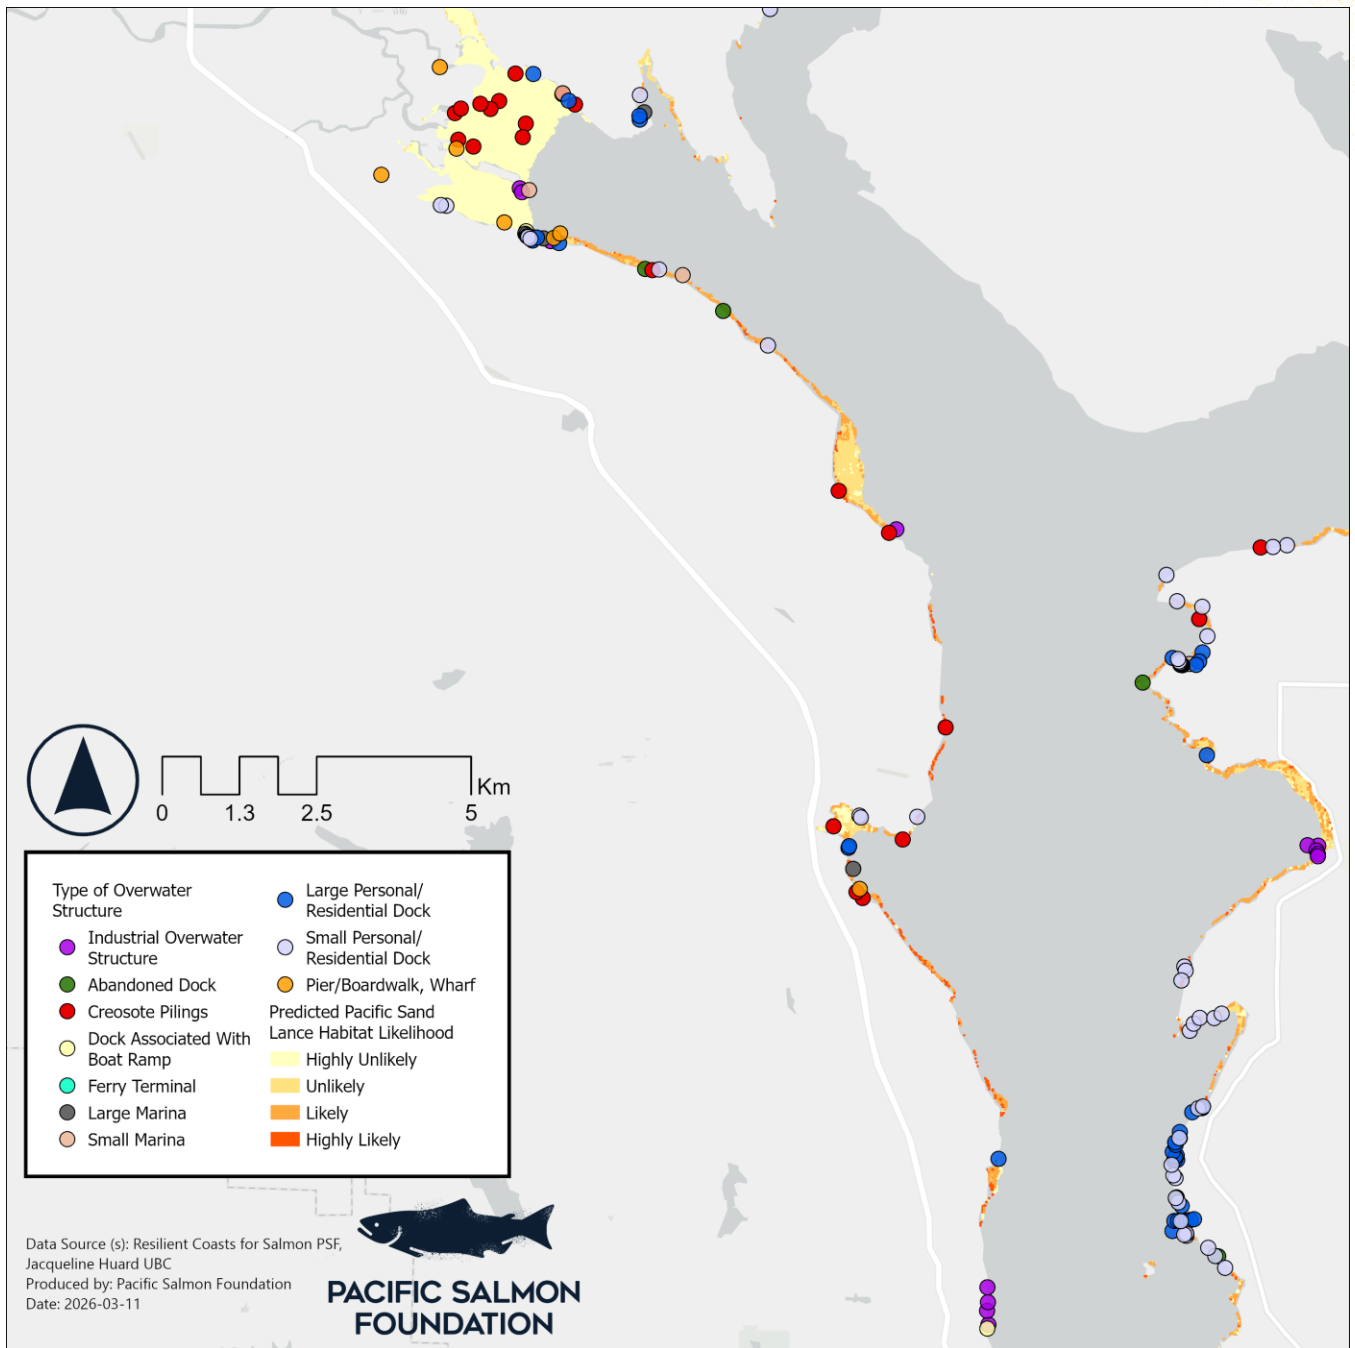 Km
0 1.3 2.5 5
Type of Overwater
Structure
Industrial Overwater
Structure
Abandoned Dock
Creosote Pilings
Dock Associated With
Boat Ramp
Ferry Terminal
Large Marina
Small Marina
Large Personal/
Residential Dock
Small Personal/
Residential Dock
Pier/Boardwalk, Wharf
Predicted Pacific Sand
Lance Habitat Likelihood
Highly Unlikely
Unlikely
Likely
Highly Likely
Data Source (s): Resilient Coasts for Salmon PSF,
Jacqueline Huard UBC
Produced by: Pacific Salmon Foundation
Date: 2026-03-11
PACIFIC SALMON
FOUNDATION